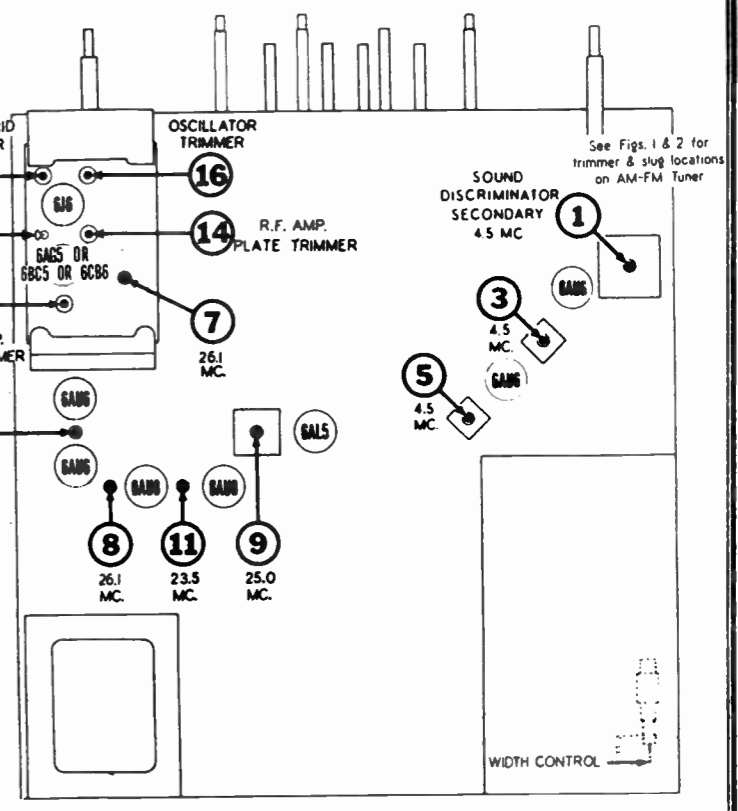 OSCILLATOR
TRIMMER
16
6J6
14
R.F. AMP.
PLATE TRIMMER
6AG5 OR
6BC5 OR 6CB6
7
26.1
MC.
See Figs. 1 & 2 for
trimmer & slug locations
on AM-FM Tuner
SOUND
DISCRIMINATOR
SECONDARY
4.5 MC
1
6AU6
3
4.5
MC.
6AU6
5
4.5
MC.
6AU6
6AL5
6AU6
6AU6
6AU6
8
26.1
MC.
11
23.5
MC.
9
25.0
MC.
WIDTH CONTROL